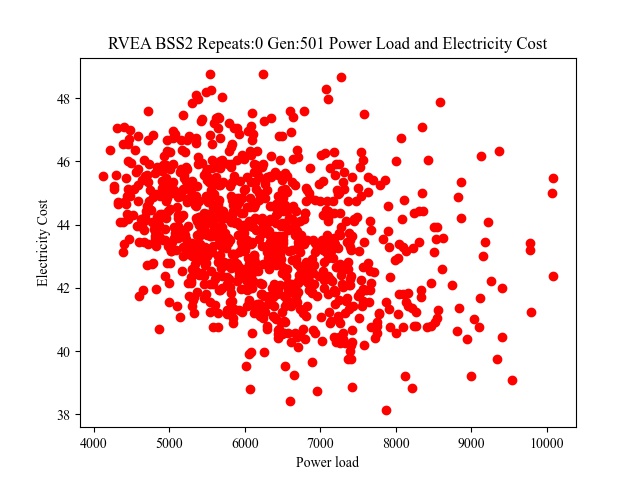 RVEA BSS2 Repeats:0 Gen:501 Power Load and Electricity Cost
48
46
44
42
40
38
Electricity Cost
4000 5000 6000 7000 8000 9000 10000
Power load